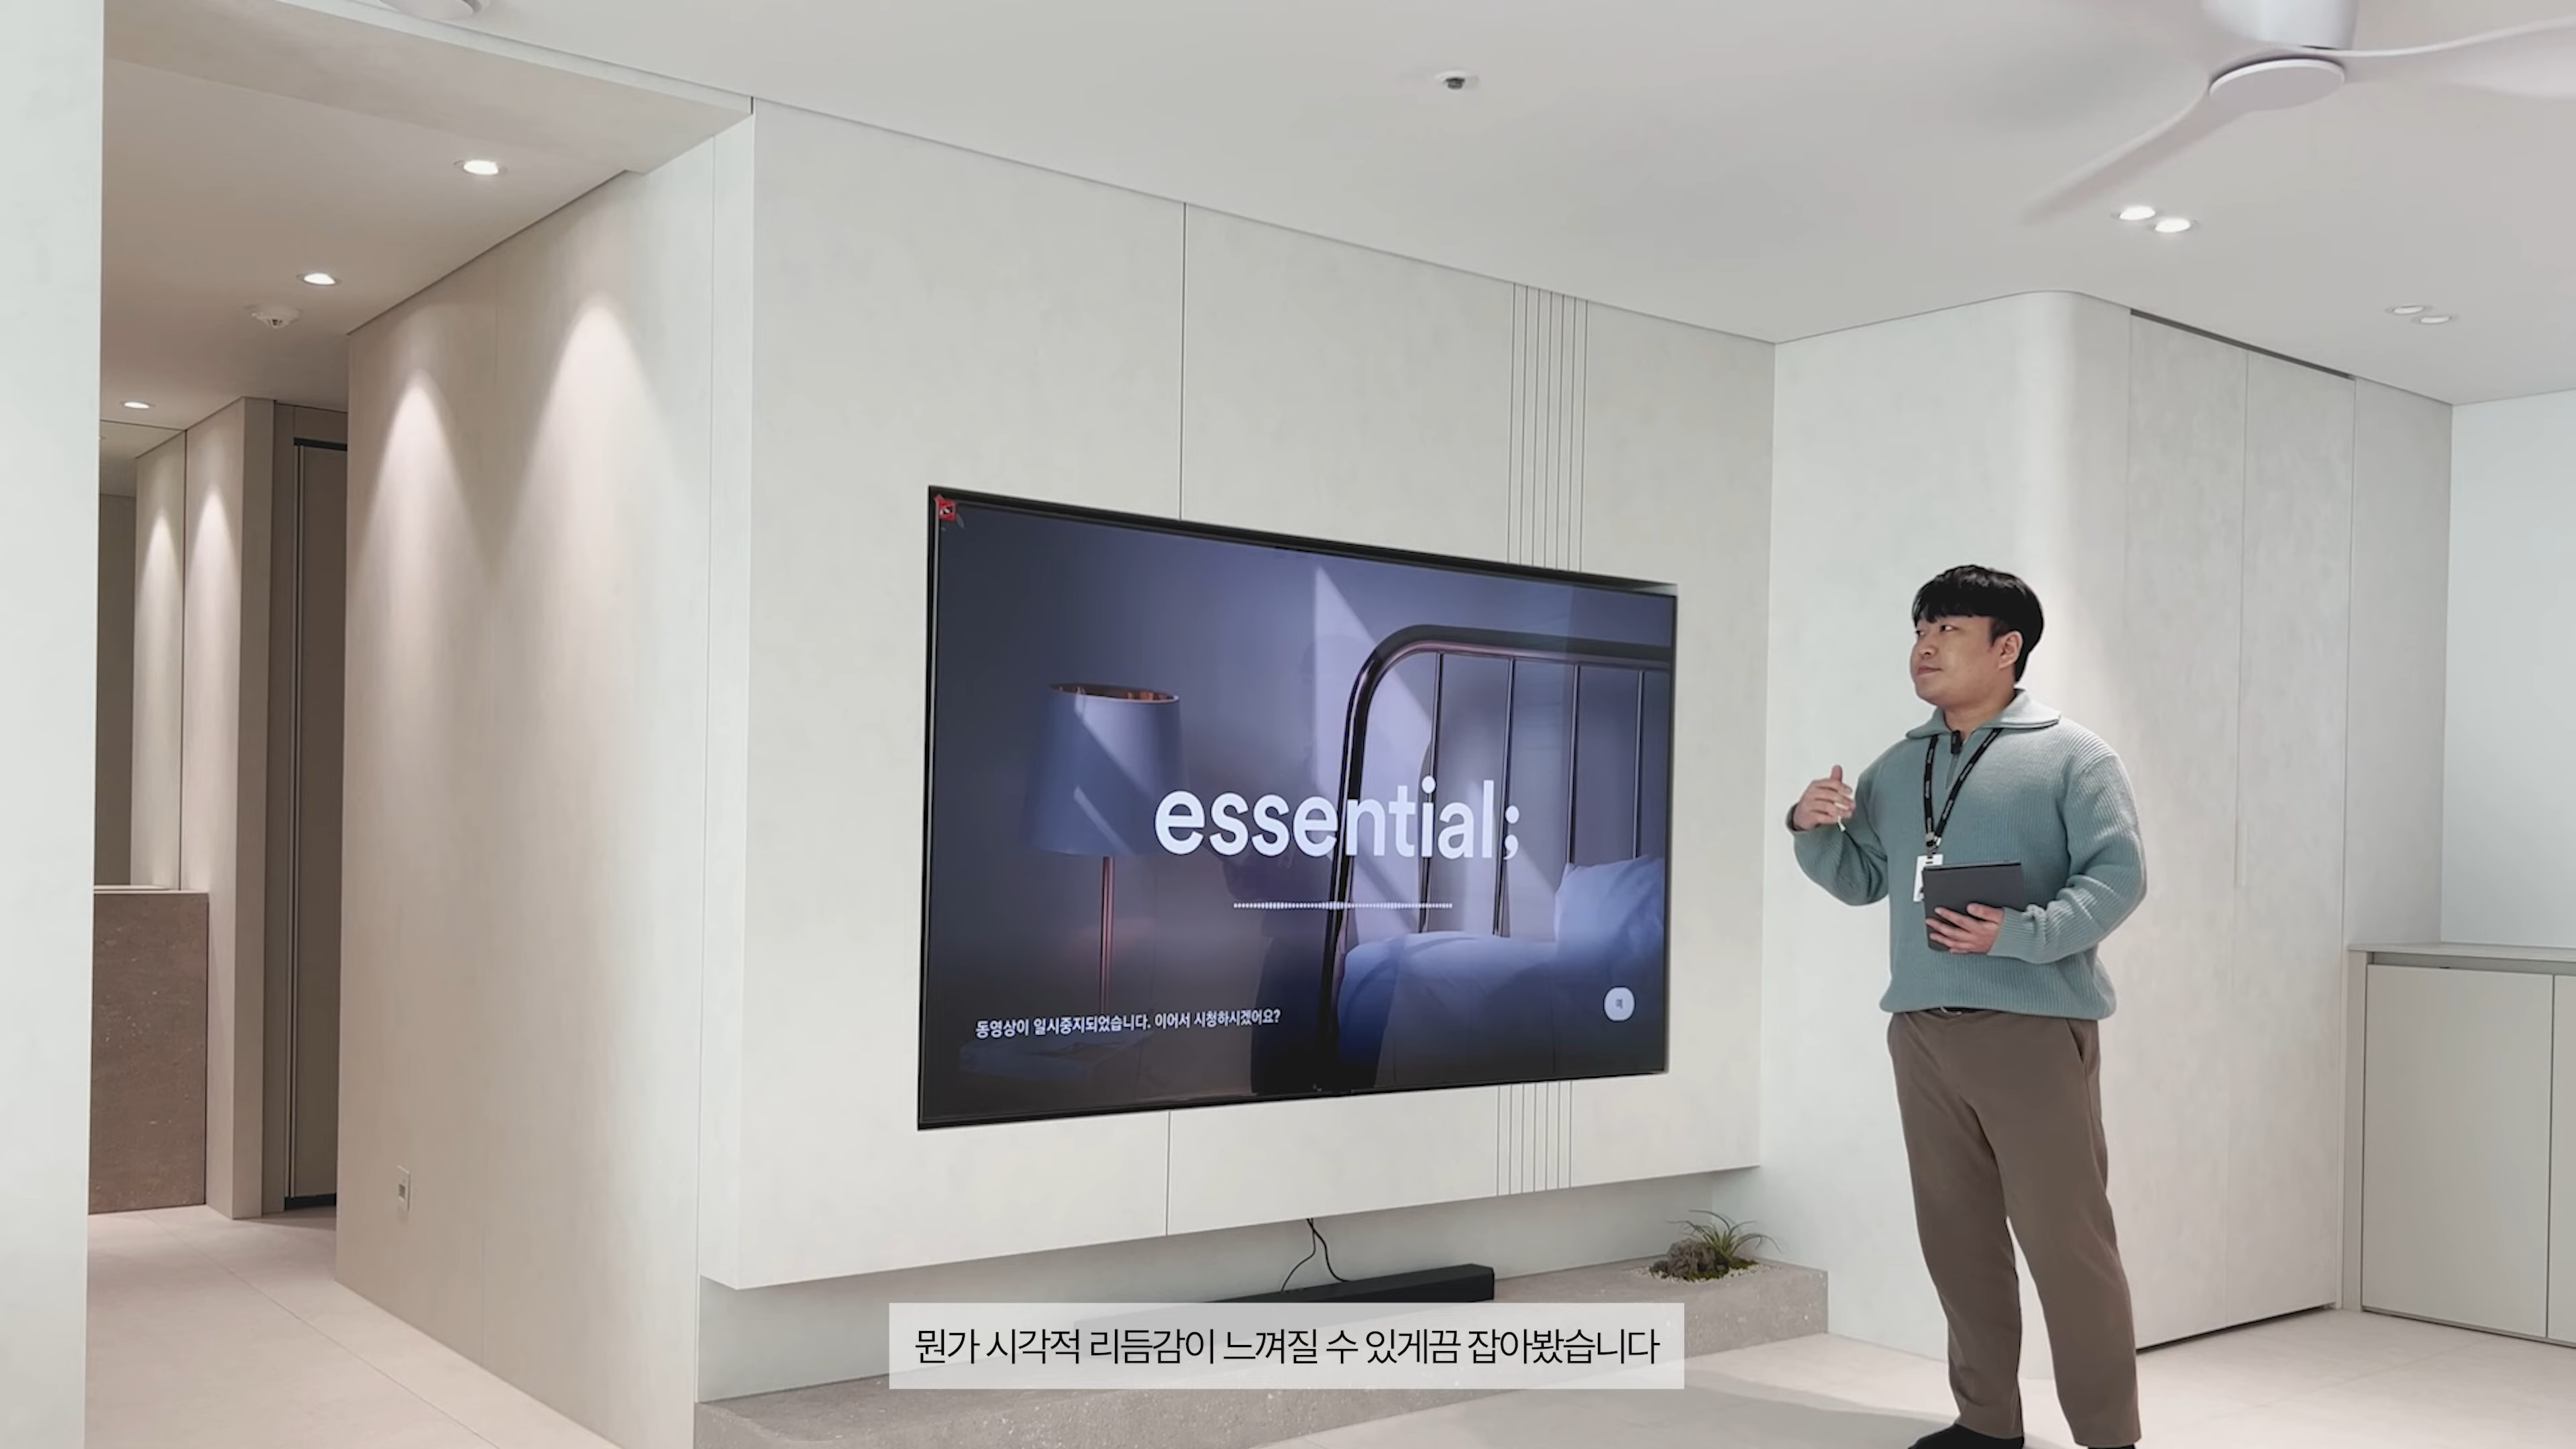 essential;
동영상이 일시중지되었습니다. 이어서 시청하시겠어요?
예
뭔가 시각적 리듬감이 느껴질 수 있게끔 잡아봤습니다